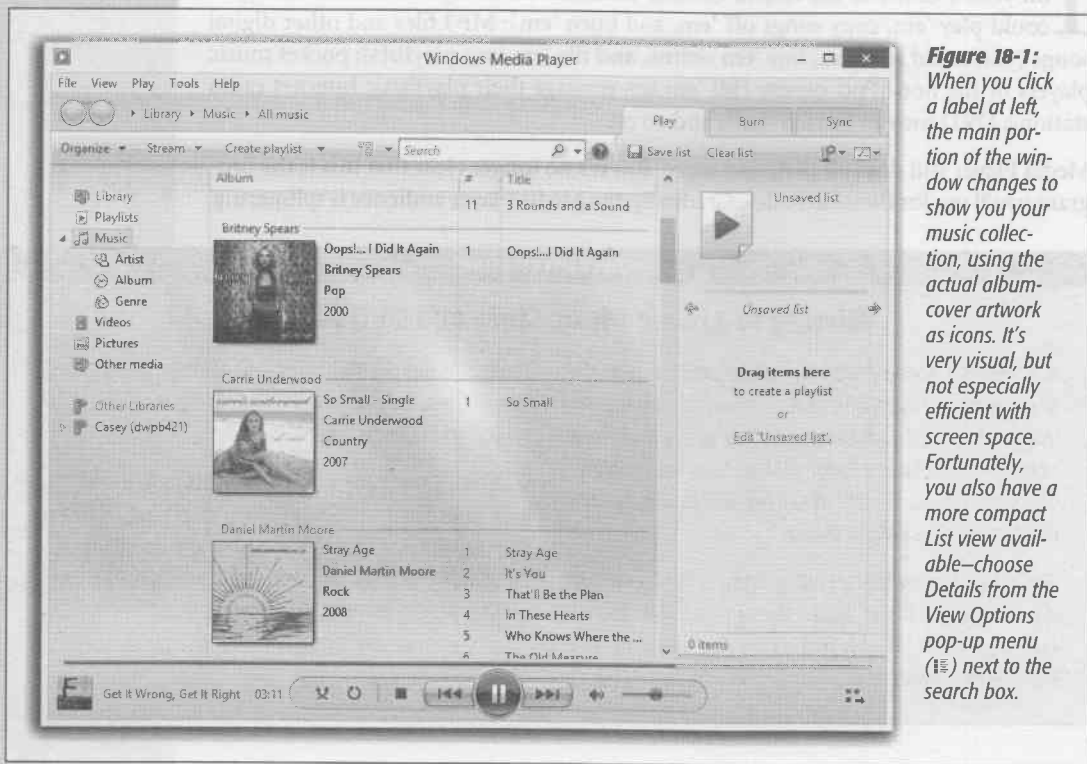 Windows Media Player
File View Play Tools Help
Library Music All music
Play Burn Sync
Organize Stream Create playlist Search Save list Clear list
Album # Title
Library
Playlists
Music
Artist
Album
Genre
Videos
Pictures
Other media
Other Libraries
Casey (dwpb421)
11 3 Rounds and a Sound
Britney Spears
Oops!... I Did It Again 1 Oops!...I Did It Again
Britney Spears
Pop
2000
Carrie Underwood
So Small - Single 1 So Small
Carrie Underwood
Country
2007
Daniel Martin Moore
Stray Age 1 Stray Age
Daniel Martin Moore 2 It's You
Rock 3 That'll Be the Plan
2008 4 In These Hearts
5 Who Knows Where the ...
6 The Old Measure
Unsaved list
Unsaved list
Drag items here
to create a playlist
or
Edit 'Unsaved list'.
0 items
Get It Wrong, Get It Right 03:11
Figure 18-1:
When you click
a label at left,
the main por-
tion of the win-
dow changes to
show you your
music collec-
tion, using the
actual album-
cover artwork
as icons. It's
very visual, but
not especially
efficient with
screen space.
Fortunately,
you also have a
more compact
List view avail-
able—choose
Details from the
View Options
pop-up menu
( ) next to the
search box.